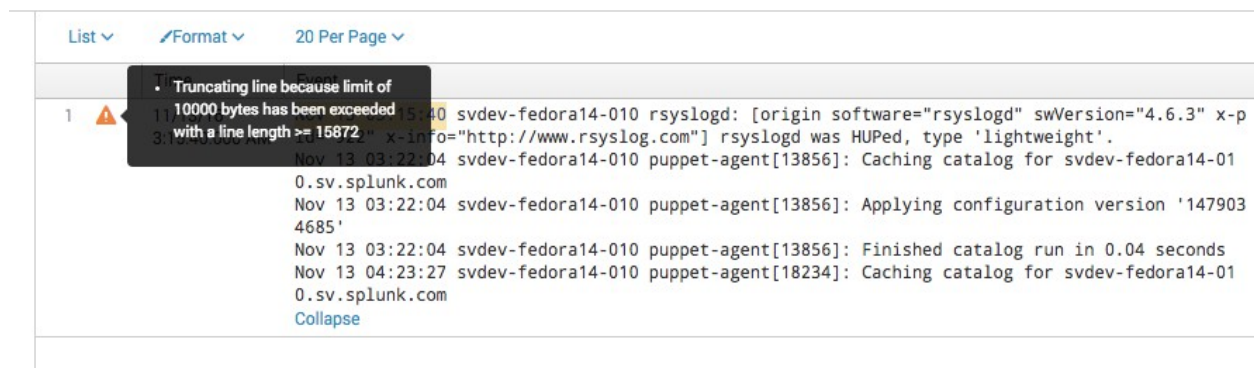 List
Format
20 Per Page
Truncating line because limit of
10000 bytes has been exceeded
with a line length >= 15872
1
:15:40 svdev-fedora14-010 rsyslogd: [origin software="rsyslogd" swVersion="4.6.3" x-p
x-info="http://www.rsyslog.com"] rsyslogd was HUPed, type 'lightweight'.
Nov 13 03:22:04 svdev-fedora14-010 puppet-agent[13856]: Caching catalog for svdev-fedora14-01
0.sv.splunk.com
Nov 13 03:22:04 svdev-fedora14-010 puppet-agent[13856]: Applying configuration version '147903
4685'
Nov 13 03:22:04 svdev-fedora14-010 puppet-agent[13856]: Finished catalog run in 0.04 seconds
Nov 13 04:23:27 svdev-fedora14-010 puppet-agent[18234]: Caching catalog for svdev-fedora14-01
0.sv.splunk.com
Collapse